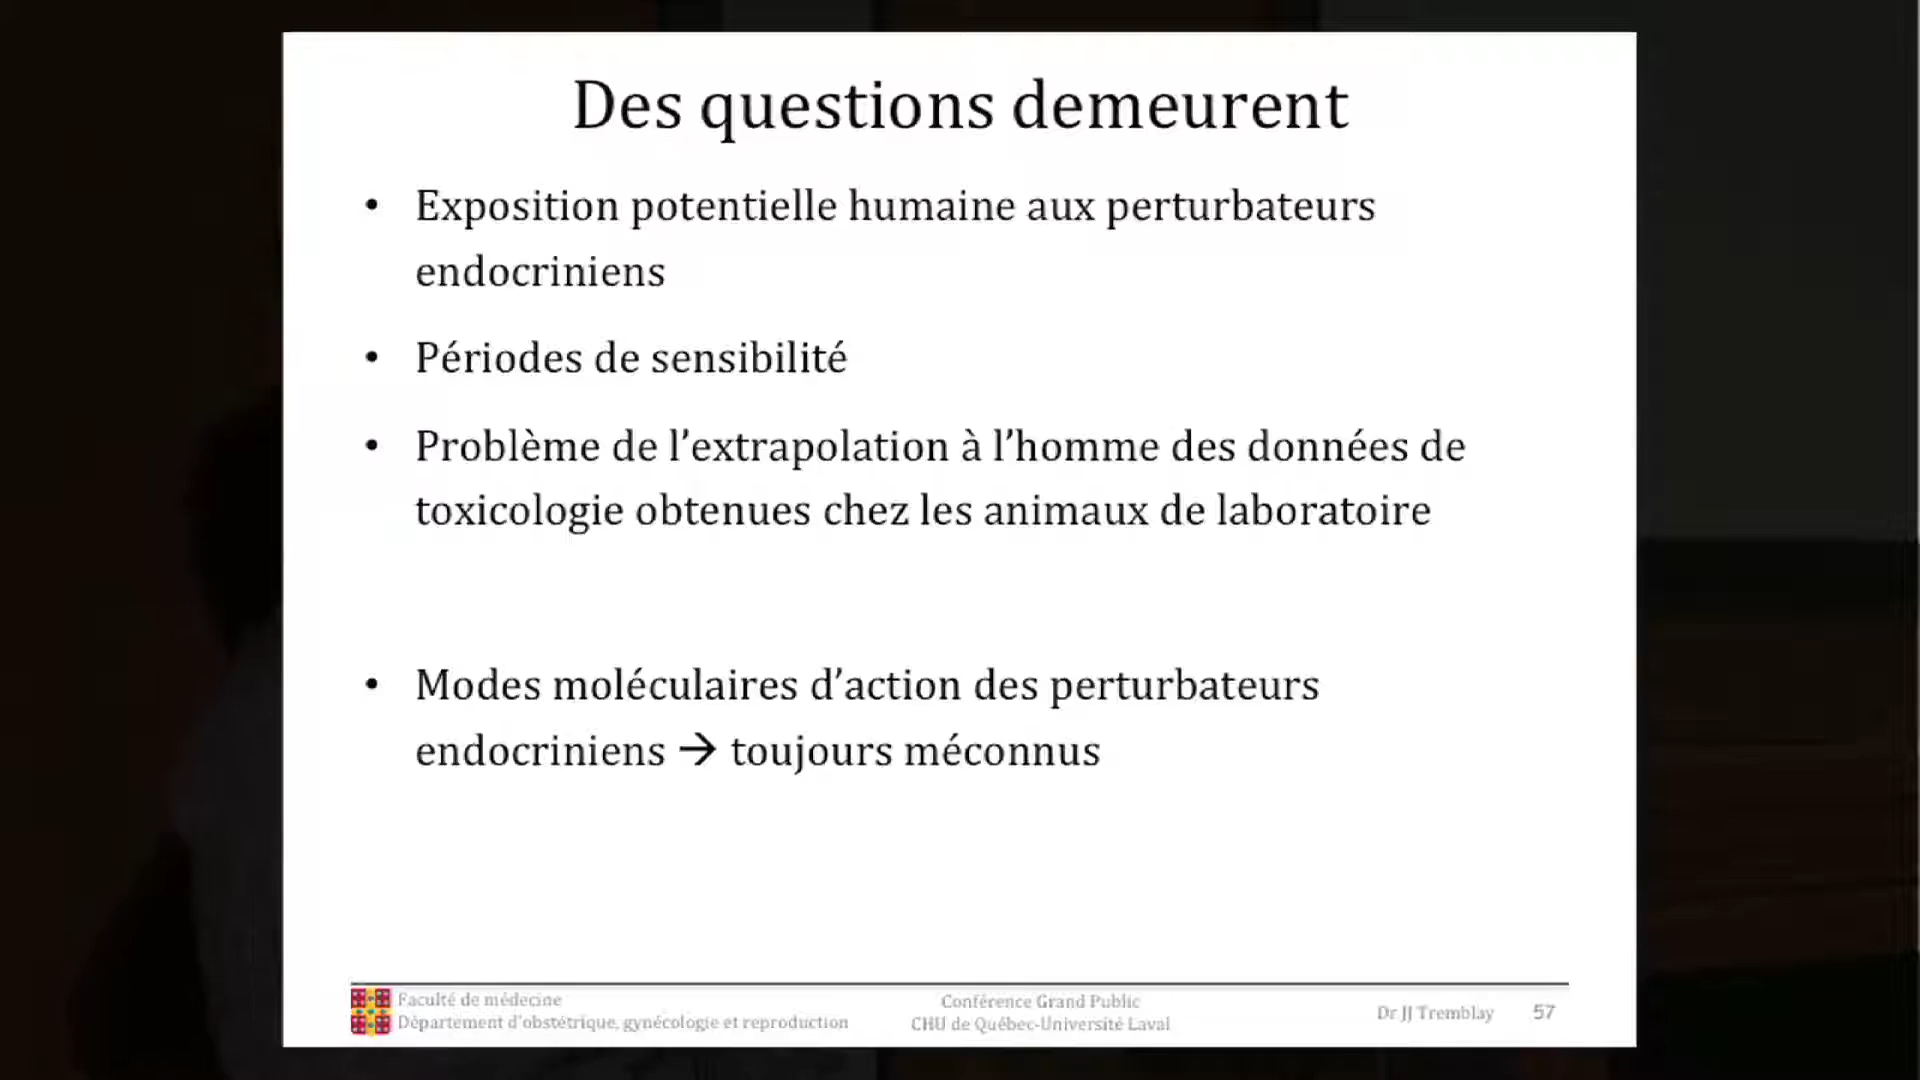 Des questions demeurent
• Exposition potentielle humaine aux perturbateurs
endocriniens
• Périodes de sensibilité
• Problème de l’extrapolation à l’homme des données de
toxicologie obtenues chez les animaux de laboratoire
• Modes moléculaires d’action des perturbateurs
endocriniens → toujours méconnus
Faculté de médecine
Département d’obstétrique, gynécologie et reproduction
Conférence Grand Public
CHU de Québec-Université Laval
Dr JJ Tremblay
57